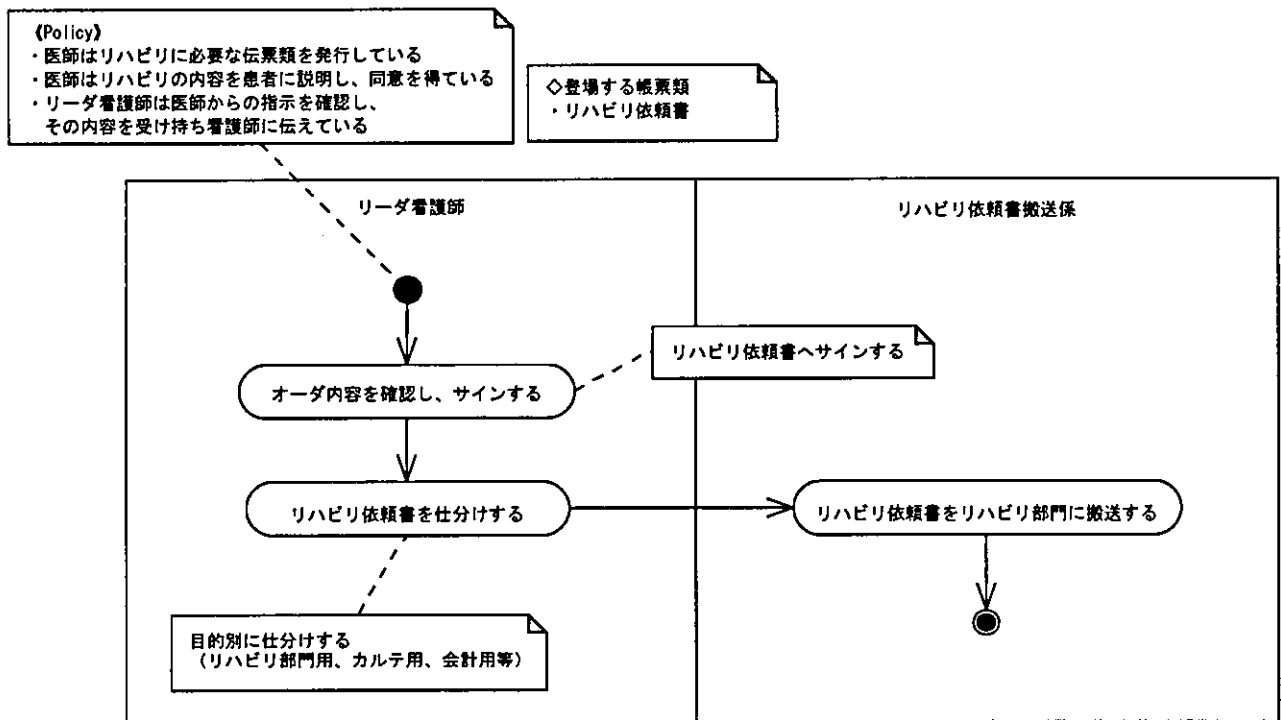 《Policy》
・医師はリハビリに必要な伝票類を発行している
・医師はリハビリの内容を患者に説明し、同意を得ている
・リーダ看護師は医師からの指示を確認し、
その内容を受け持ち看護師に伝えている
◇登場する帳票類
・リハビリ依頼書
リーダ看護師
リハビリ依頼書搬送係
リハビリ依頼書へサインする
オーダ内容を確認し、サインする
リハビリ依頼書を仕分けする
リハビリ依頼書をリハビリ部門に搬送する
目的別に仕分けする
（リハビリ部門用、カルテ用、会計用等）